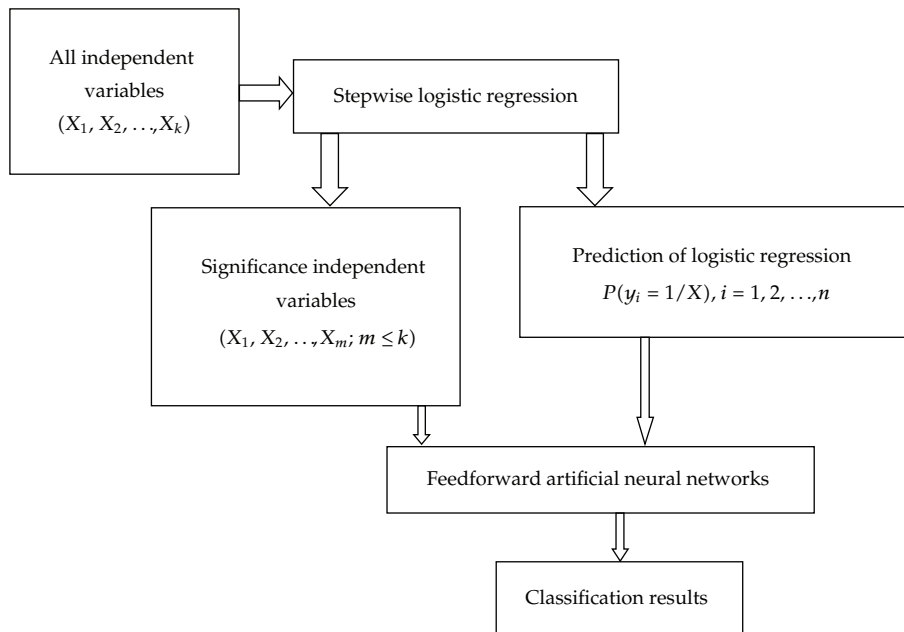 All independent
variables
(X₁, X₂, ...,Xₖ)
Stepwise logistic regression
Significance independent
variables
(X₁, X₂, ...,Xₘ; m ≤ k)
Prediction of logistic regression
P(yᵢ = 1/X), i = 1, 2, ...,n
Feedforward artificial neural networks
Classification results